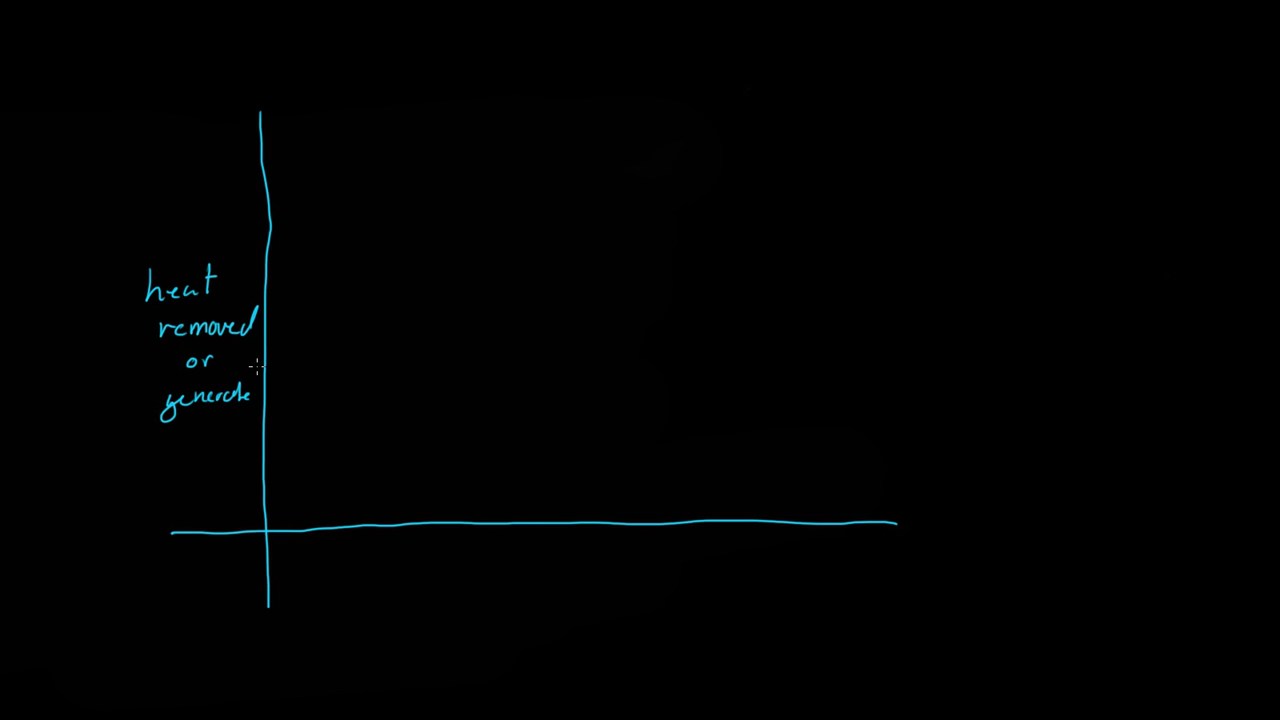 heat
removed
or
generate